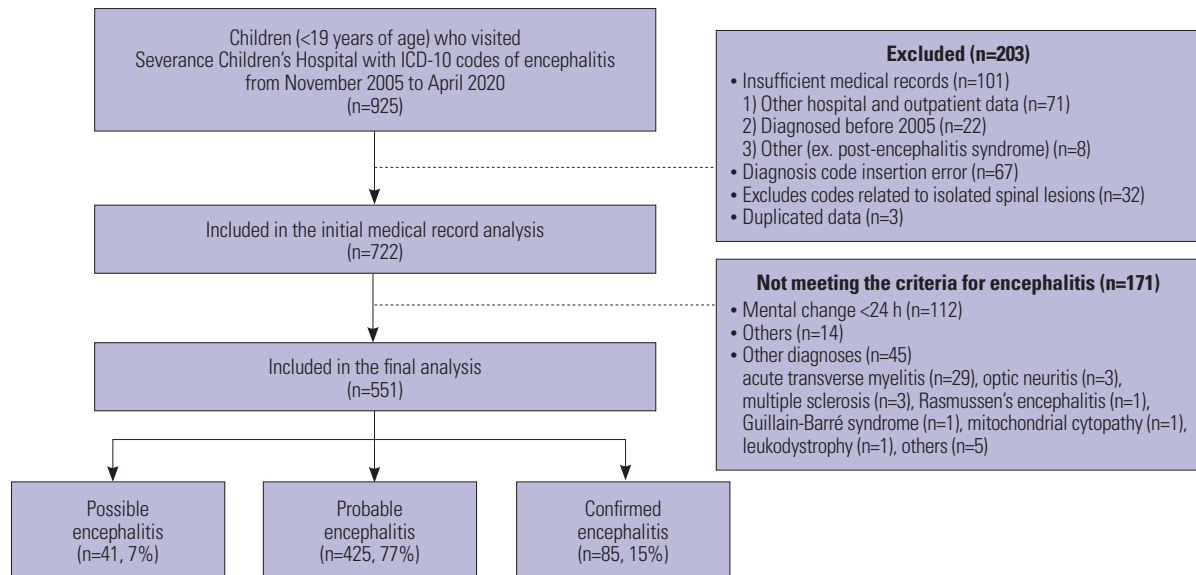 Children (<19 years of age) who visited
Severance Children's Hospital with ICD-10 codes of encephalitis
from November 2005 to April 2020
(n=925)
Excluded (n=203)
• Insufficient medical records (n=101)
1) Other hospital and outpatient data (n=71)
2) Diagnosed before 2005 (n=22)
3) Other (ex. post-encephalitis syndrome) (n=8)
• Diagnosis code insertion error (n=67)
• Excludes codes related to isolated spinal lesions (n=32)
• Duplicated data (n=3)
Included in the initial medical record analysis
(n=722)
Not meeting the criteria for encephalitis (n=171)
• Mental change <24 h (n=112)
• Others (n=14)
• Other diagnoses (n=45)
acute transverse myelitis (n=29), optic neuritis (n=3),
multiple sclerosis (n=3), Rasmussen's encephalitis (n=1),
Guillain-Barré syndrome (n=1), mitochondrial cytopathy (n=1),
leukodystrophy (n=1), others (n=5)
Included in the final analysis
(n=551)
Possible
encephalitis
(n=41, 7%)
Probable
encephalitis
(n=425, 77%)
Confirmed
encephalitis
(n=85, 15%)